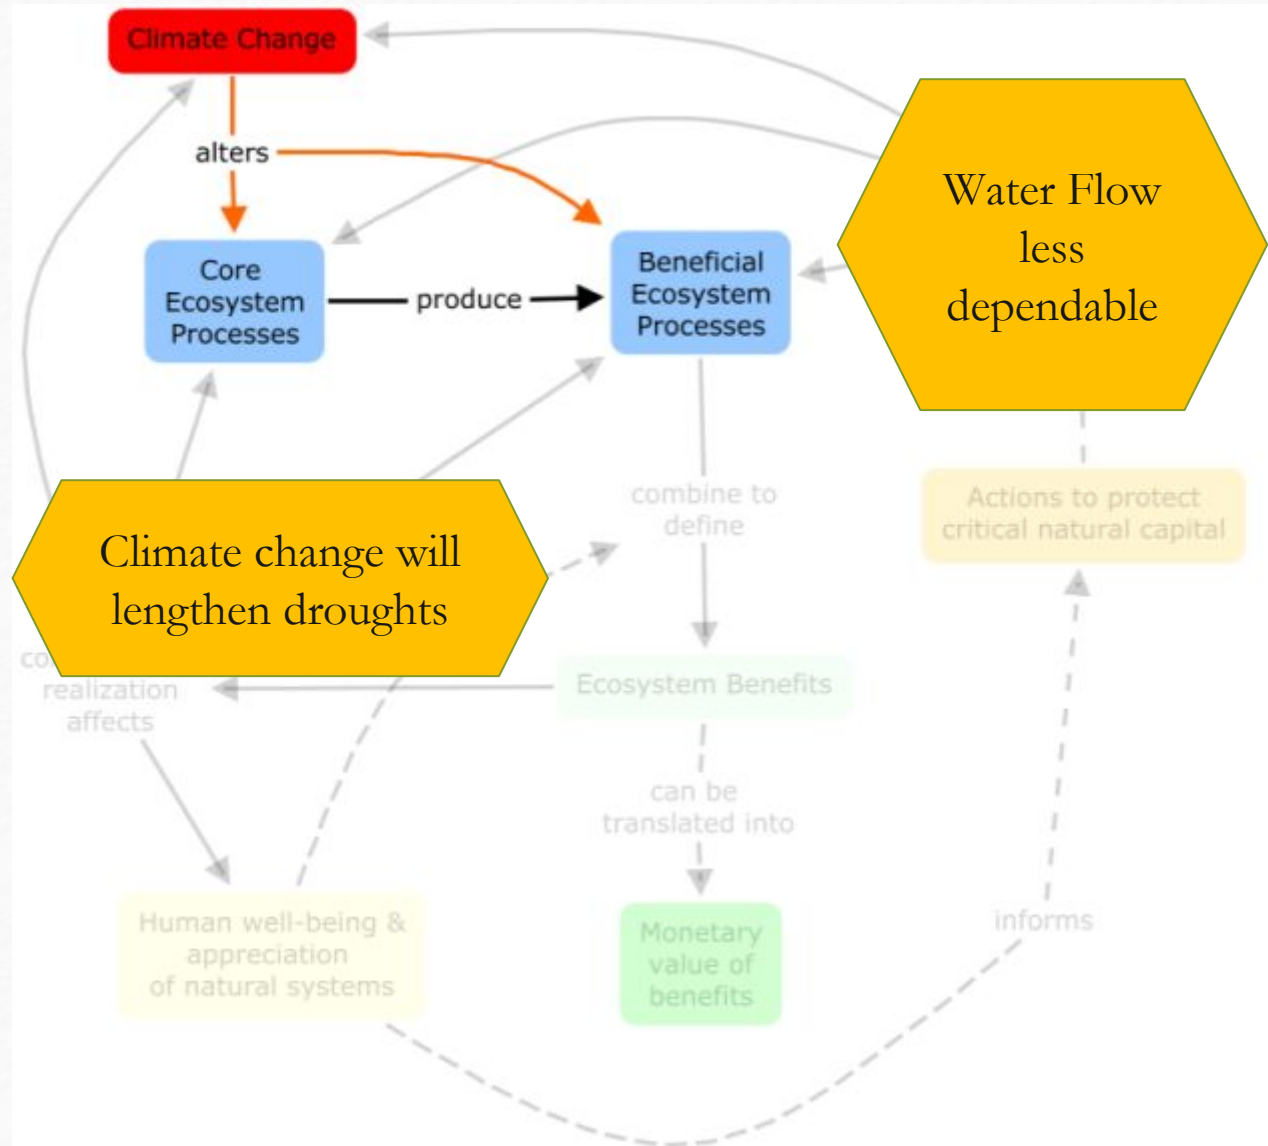 Climate Change
alters
Core
Ecosystem
Processes
produce
Beneficial
Ecosystem
Processes
Water Flow
less
dependable
combine to
define
Actions to protect
critical natural capital
Climate change will
lengthen droughts
realization
affects
Ecosystem Benefits
can be
translated into
Human well-being &
appreciation
of natural systems
Monetary
value of
benefits
informs